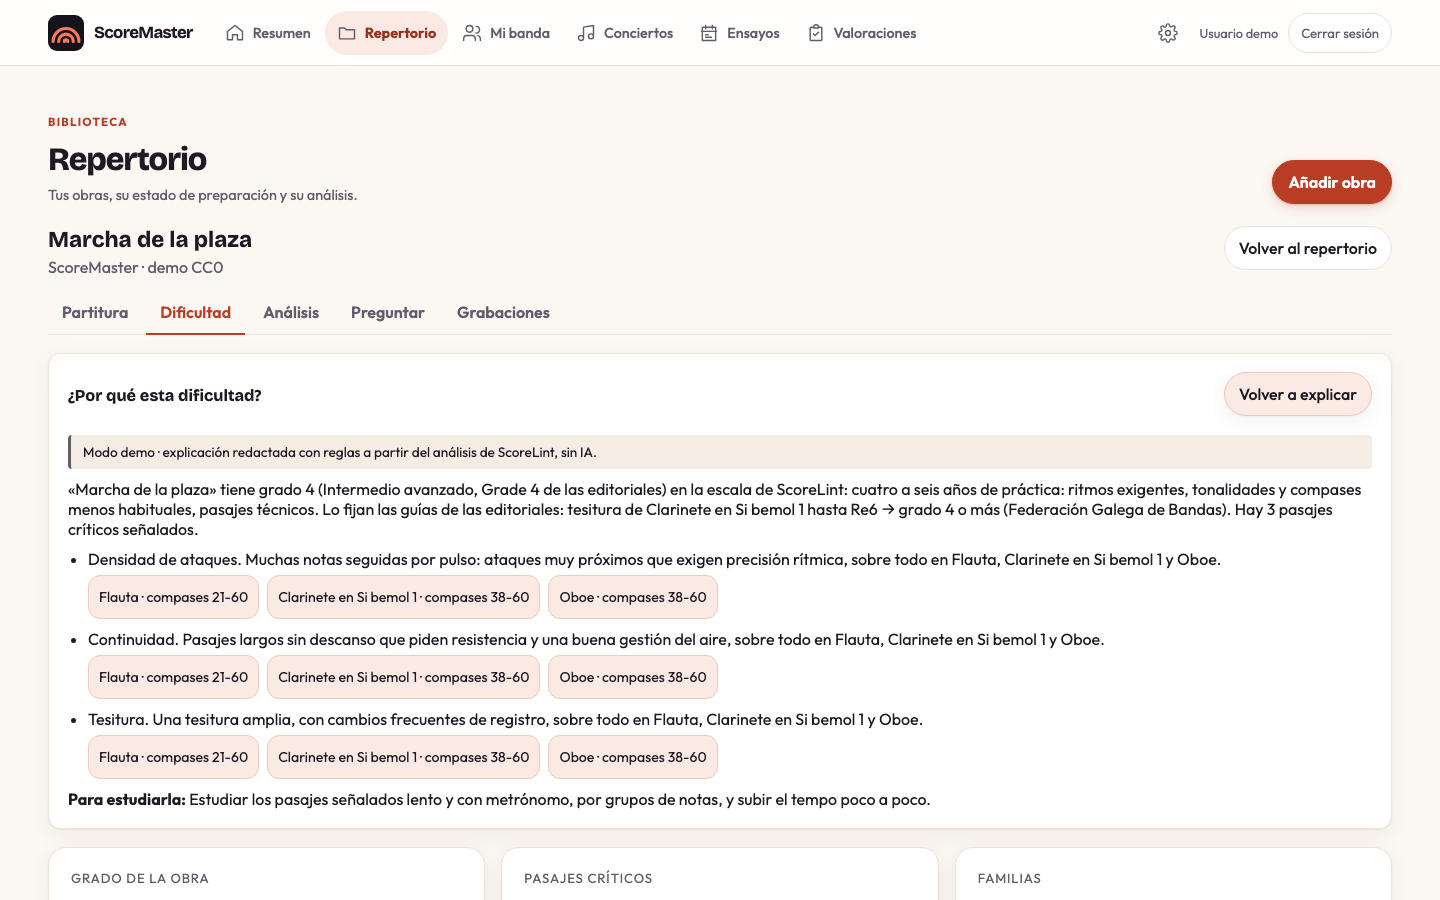 ScoreMaster
Resumen
Repertorio
Mi banda
Conciertos
Ensayos
Valoraciones
Usuario demo
Cerrar sesión
BIBLIOTECA
Repertorio
Tus obras, su estado de preparación y su análisis.
Añadir obra
Marcha de la plaza
ScoreMaster · demo CC0
Volver al repertorio
Partitura
Dificultad
Análisis
Preguntar
Grabaciones
¿Por qué esta dificultad?
Volver a explicar
Modo demo · explicación redactada con reglas a partir del análisis de ScoreLint, sin IA.
«Marcha de la plaza» tiene grado 4 (Intermedio avanzado, Grade 4 de las editoriales) en la escala de ScoreLint: cuatro a seis años de práctica: ritmos exigentes, tonalidades y compases
menos habituales, pasajes técnicos. Lo fijan las guías de las editoriales: tesitura de Clarinete en Si bemol 1 hasta Re6 → grado 4 o más (Federación Galega de Bandas). Hay 3 pasajes
críticos señalados.
• Densidad de ataques. Muchas notas seguidas por pulso: ataques muy próximos que exigen precisión rítmica, sobre todo en Flauta, Clarinete en Si bemol 1 y Oboe.
Flauta · compases 21-60
Clarinete en Si bemol 1 · compases 38-60
Oboe · compases 38-60
• Continuidad. Pasajes largos sin descanso que piden resistencia y una buena gestión del aire, sobre todo en Flauta, Clarinete en Si bemol 1 y Oboe.
Flauta · compases 21-60
Clarinete en Si bemol 1 · compases 38-60
Oboe · compases 38-60
• Tesitura. Una tesitura amplia, con cambios frecuentes de registro, sobre todo en Flauta, Clarinete en Si bemol 1 y Oboe.
Flauta · compases 21-60
Clarinete en Si bemol 1 · compases 38-60
Oboe · compases 38-60
Para estudiarla: Estudiar los pasajes señalados lento y con metrónomo, por grupos de notas, y subir el tempo poco a poco.
GRADO DE LA OBRA
PASAJES CRÍTICOS
FAMILIAS